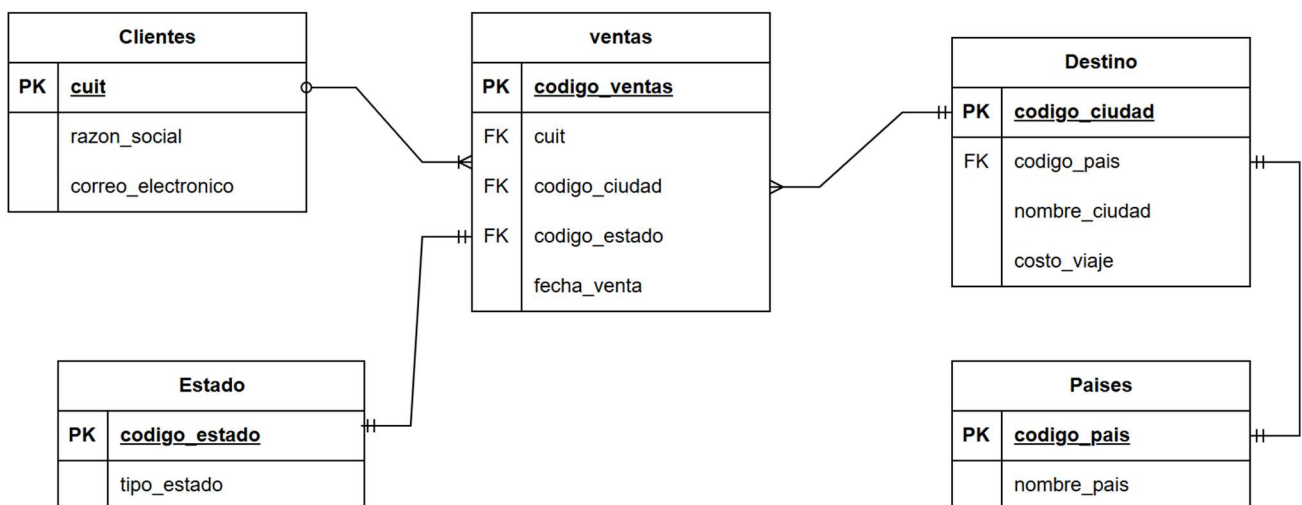 Clientes
PK cuit
razon_social
correo_electronico
ventas
PK codigo_ventas
FK cuit
FK codigo_ciudad
FK codigo_estado
fecha_venta
Destino
PK codigo_ciudad
FK codigo_pais
nombre_ciudad
costo_viaje
Estado
PK codigo_estado
tipo_estado
Paises
PK codigo_pais
nombre_pais